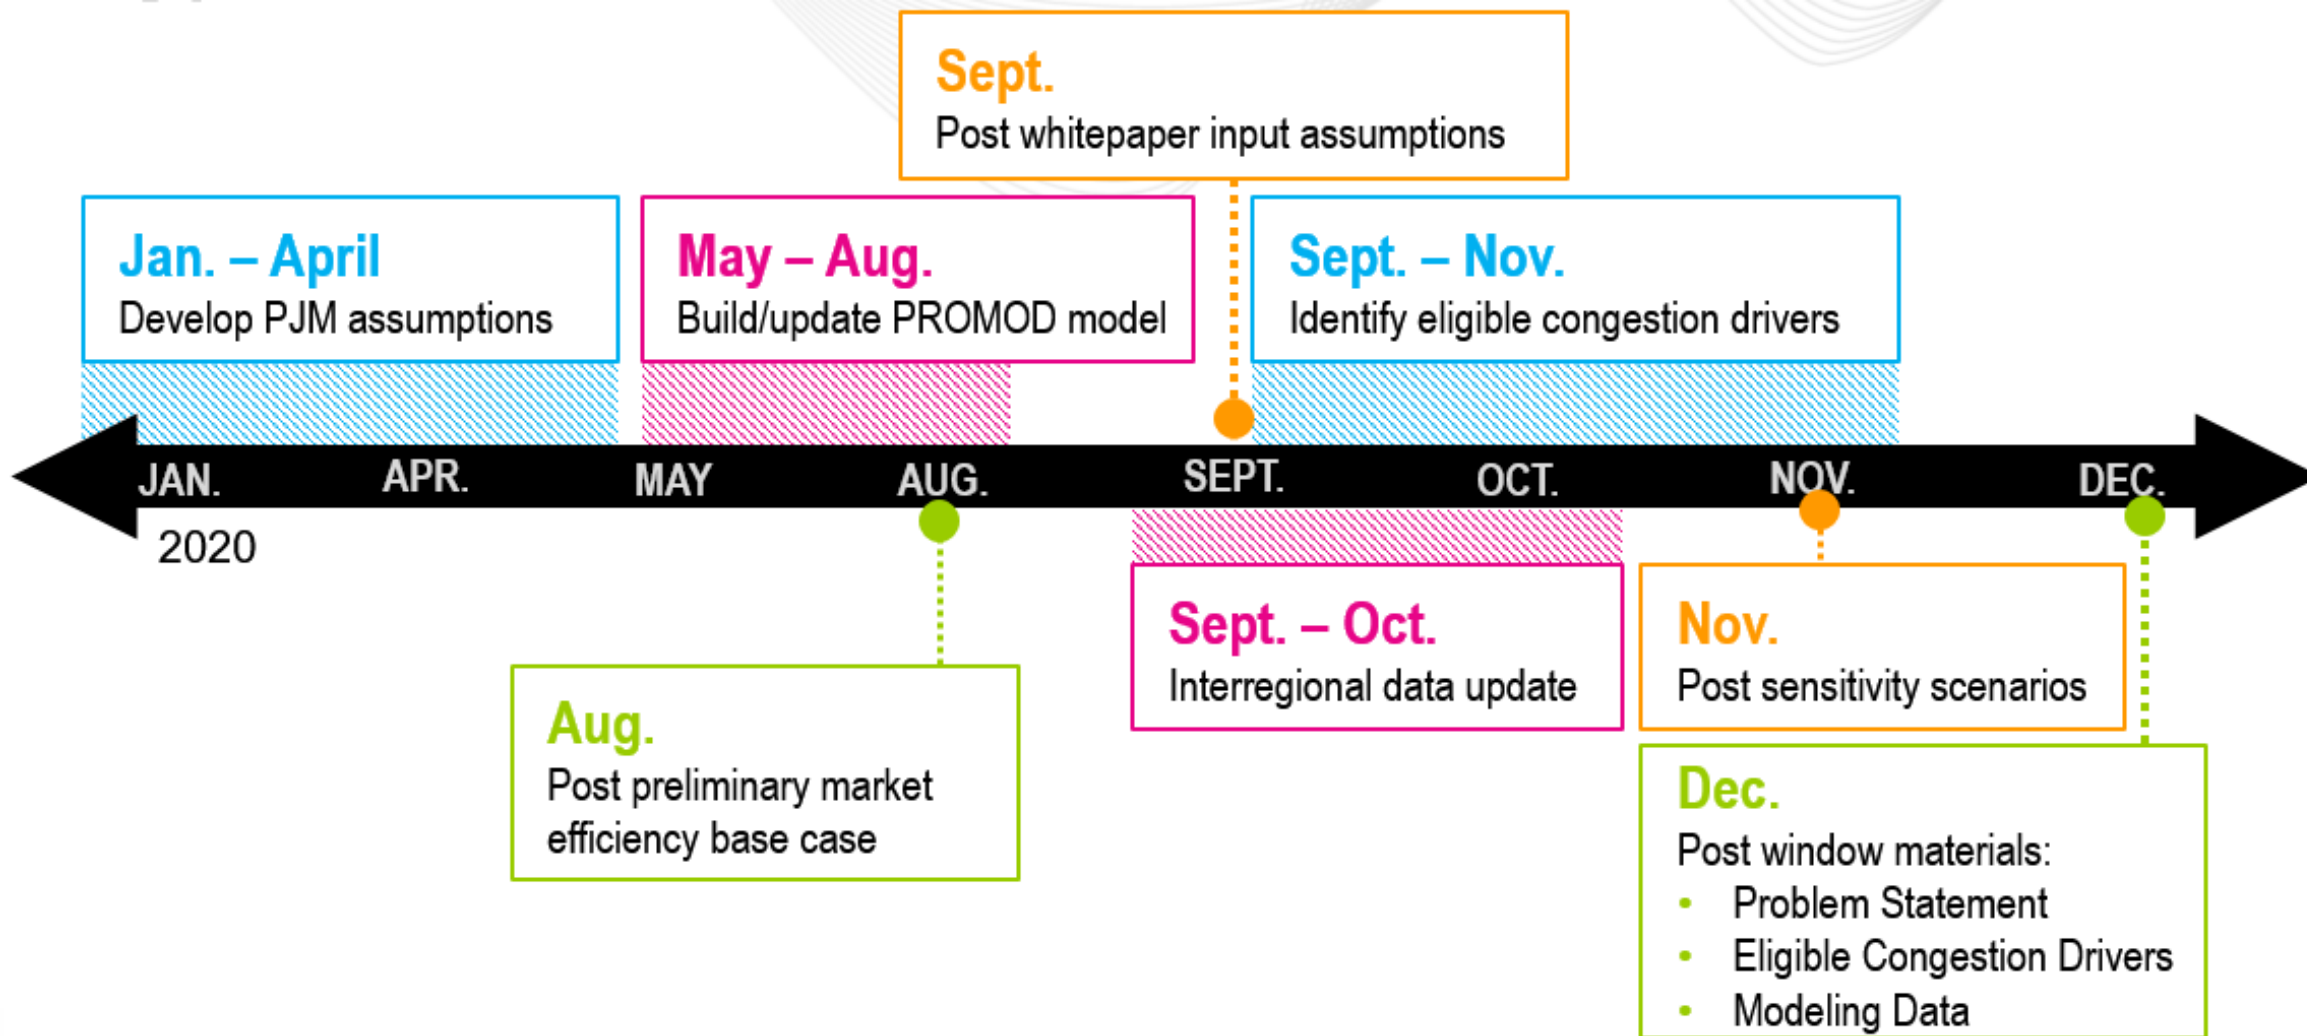 Sept.
Post whitepaper input assumptions
Jan. – April
Develop PJM assumptions
May – Aug.
Build/update PROMOD model
Sept. – Nov.
Identify eligible congestion drivers
JAN.
APR.
MAY
AUG.
SEPT.
OCT.
NOV.
DEC.
2020
Aug.
Post preliminary market
efficiency base case
Sept. – Oct.
Interregional data update
Nov.
Post sensitivity scenarios
Dec.
Post window materials:
• Problem Statement
• Eligible Congestion Drivers
• Modeling Data